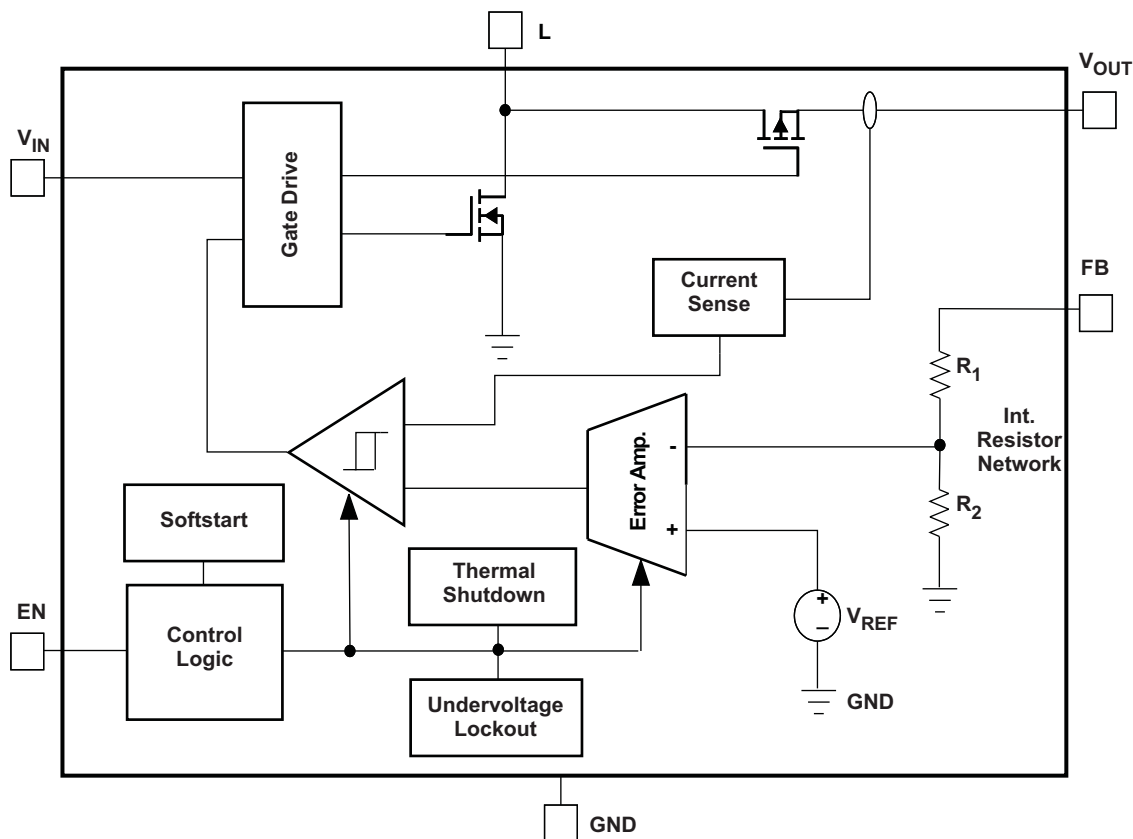 L
VOUT
VIN
Gate Drive
Current
Sense
FB
R1
Int.
Resistor
Network
Error Amp.
-
+
R2
Softstart
Thermal
Shutdown
EN
Control
Logic
+
–
VREF
Undervoltage
Lockout
GND
GND